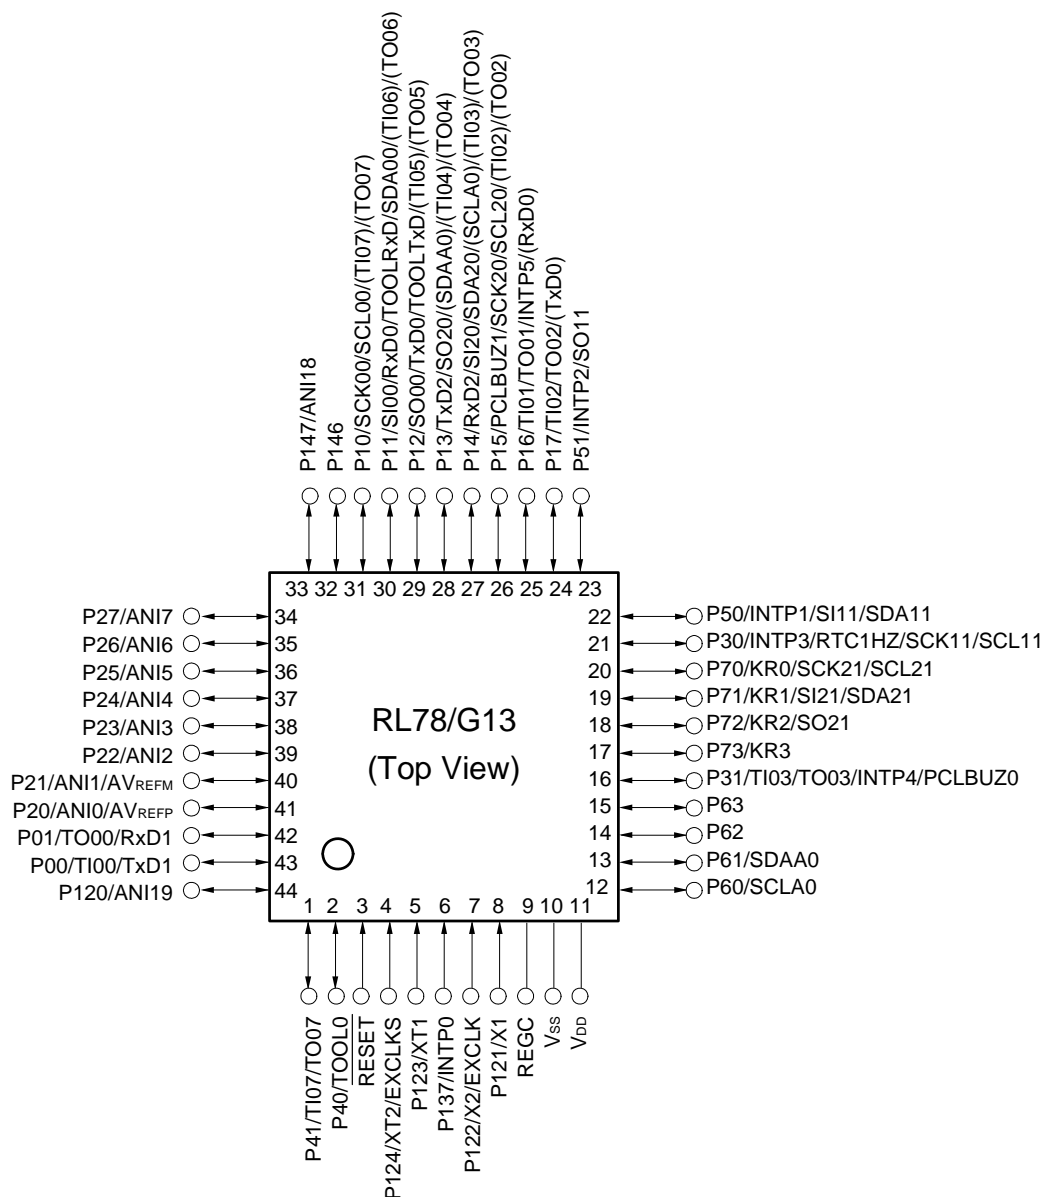 P147/ANI18
P146
P10/SCK00/SCL00/(TI07)/(TO07)
P11/SI00/RxD0/TOOLRxD/SDA00/(TI06)/(TO06)
P12/SO00/TxD0/TOOLTxD/(TI05)/(TO05)
P13/TxD2/SO20/(SDAA0)/(TI04)/(TO04)
P14/RxD2/SI20/SDA20/(SCLA0)/(TI03)/(TO03)
P15/PCLBUZ1/SCK20/SCL20/(TI02)/(TO02)
P16/TI01/TO01/INTP5/(RxD0)
P17/TI02/TO02/(TxD0)
P51/INTP2/SO11
33 32 31 30 29 28 27 26 25 24 23
P27/ANI7 34
P26/ANI6 35
P25/ANI5 36
P24/ANI4 37
P23/ANI3 38
P22/ANI2 39
P21/ANI1/AVREFM 40
P20/ANI0/AVREFP 41
P01/TO00/RxD1 42
P00/TI00/TxD1 43
P120/ANI19 44
RL78/G13
(Top View)
22 P50/INTP1/SI11/SDA11
21 P30/INTP3/RTC1HZ/SCK11/SCL11
20 P70/KR0/SCK21/SCL21
19 P71/KR1/SI21/SDA21
18 P72/KR2/SO21
17 P73/KR3
16 P31/TI03/TO03/INTP4/PCLBUZ0
15 P63
14 P62
13 P61/SDAA0
12 P60/SCLA0
1 2 3 4 5 6 7 8 9 10 11
P41/TI07/TO07
P40/TOOL0
RESET
P124/XT2/EXCLKS
P123/XT1
P137/INTP0
P122/X2/EXCLK
P121/X1
REGC
VSS
VDD